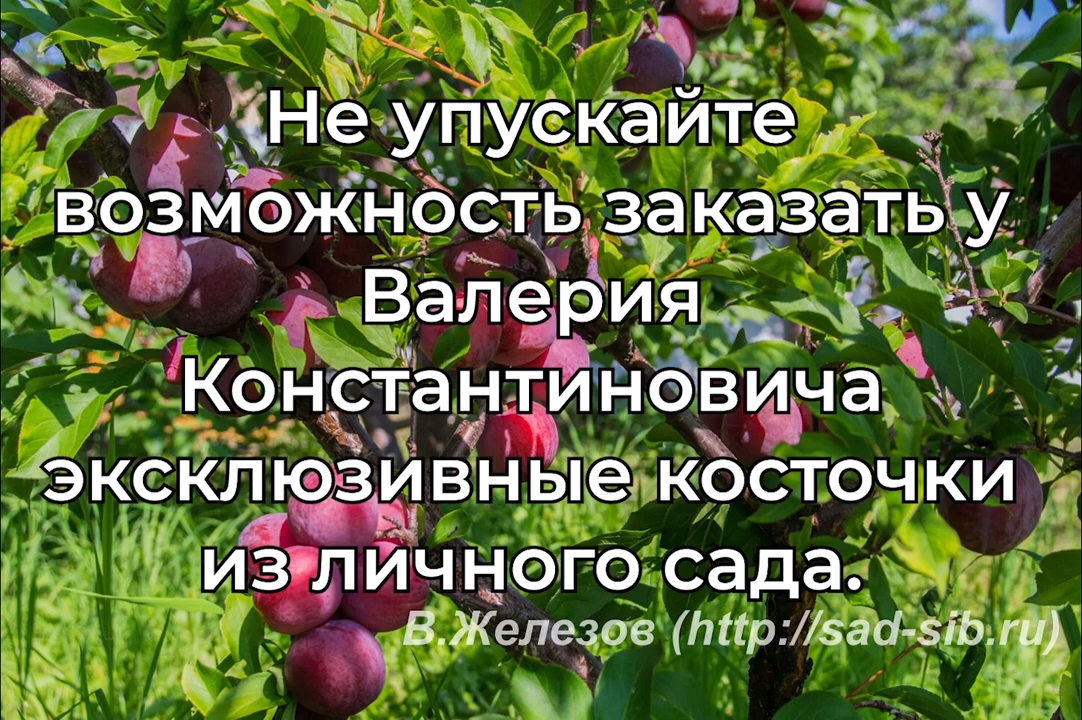 Не упускайте
возможность заказать у
Валерия
Константиновича
эксклюзивные косточки
из личного сада.
В.Железов (http://sad-sib.ru)